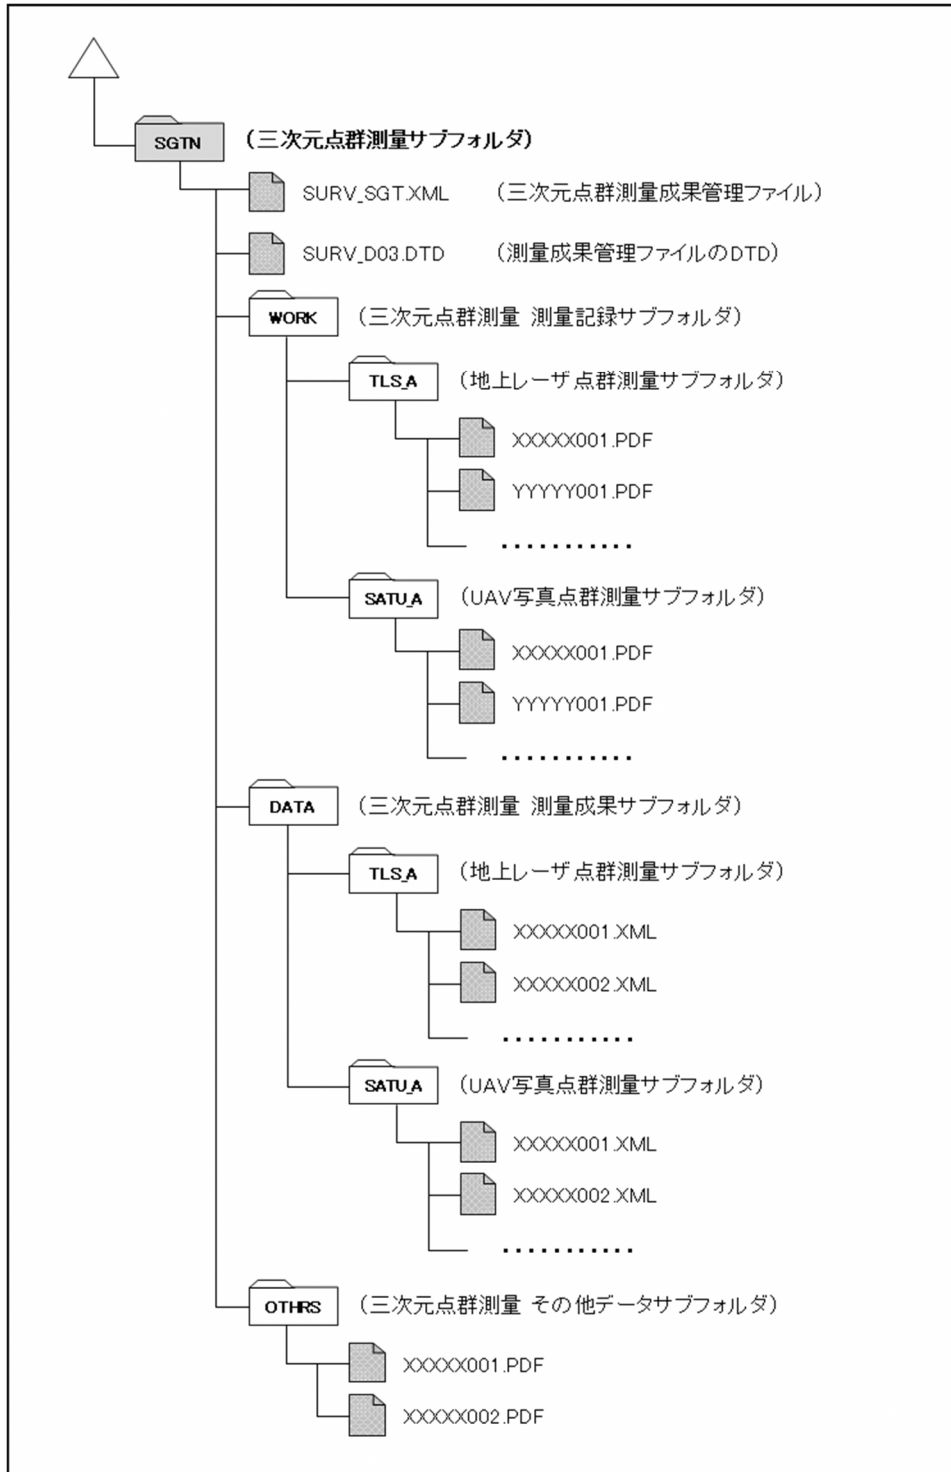 SGTN (三次元点群測量サブフォルダ)
SURV_SGT.XML (三次元点群測量成果管理ファイル)
SURV_D03.DTD (測量成果管理ファイルのDTD)
WORK (三次元点群測量 測量記録サブフォルダ)
TLS_A (地上レーザ点群測量サブフォルダ)
XXXXX001.PDF
YYYYY001.PDF
・・・・・・・・・・・
SATU_A (UAV写真点群測量サブフォルダ)
XXXXX001.PDF
YYYYY001.PDF
・・・・・・・・・・・
DATA (三次元点群測量 測量成果サブフォルダ)
TLS_A (地上レーザ点群測量サブフォルダ)
XXXXX001.XML
XXXXX002.XML
・・・・・・・・・・・
SATU_A (UAV写真点群測量サブフォルダ)
XXXXX001.XML
XXXXX002.XML
・・・・・・・・・・・
OTHRS (三次元点群測量 その他データサブフォルダ)
XXXXX001.PDF
XXXXX002.PDF